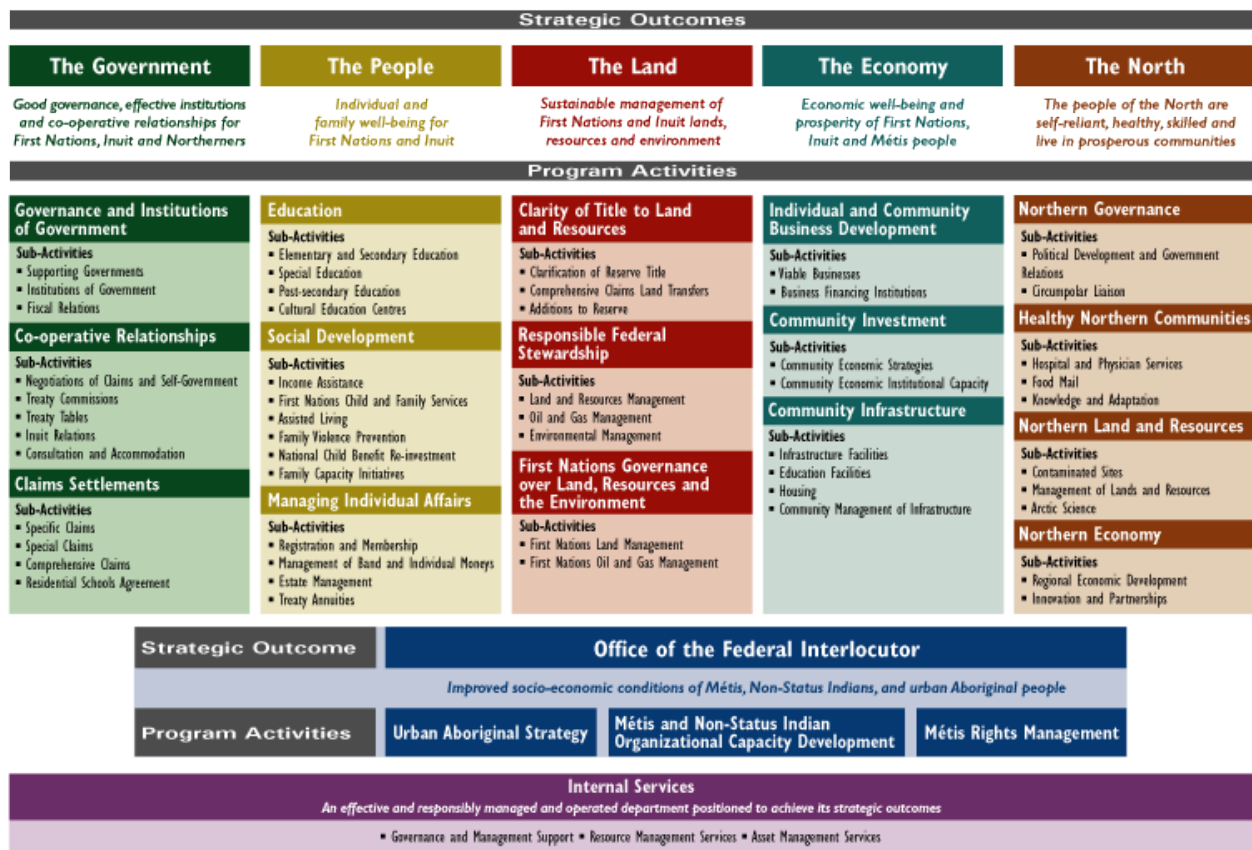 Strategic Outcomes
The Government
Good governance, effective institutions
and co-operative relationships for
First Nations, Inuit and Northerners
The People
Individual and
family well-being for
First Nations and Inuit
The Land
Sustainable management of
First Nations and Inuit lands,
resources and environment
The Economy
Economic well-being and
prosperity of First Nations,
Inuit and Métis people
The North
The people of the North are
self-reliant, healthy, skilled and
live in prosperous communities
Program Activities
Governance and Institutions
of Government
Sub-Activities
▪ Supporting Governments
▪ Institutions of Government
▪ Fiscal Relations
Co-operative Relationships
Sub-Activities
▪ Negotiations of Claims and Self-Government
▪ Treaty Commissions
▪ Treaty Tables
▪ Inuit Relations
▪ Consultation and Accommodation
Claims Settlements
Sub-Activities
▪ Specific Claims
▪ Special Claims
▪ Comprehensive Claims
▪ Residential Schools Agreement
Education
Sub-Activities
▪ Elementary and Secondary Education
▪ Special Education
▪ Post-secondary Education
▪ Cultural Education Centres
Social Development
Sub-Activities
▪ Income Assistance
▪ First Nations Child and Family Services
▪ Assisted Living
▪ Family Violence Prevention
▪ National Child Benefit Re-investment
▪ Family Capacity Initiatives
Managing Individual Affairs
Sub-Activities
▪ Registration and Membership
▪ Management of Band and Individual Moneys
▪ Estate Management
▪ Treaty Annuities
Clarity of Title to Land
and Resources
Sub-Activities
▪ Clarification of Reserve Title
▪ Comprehensive Claims Land Transfers
▪ Additions to Reserve
Responsible Federal
Stewardship
Sub-Activities
▪ Land and Resources Management
▪ Oil and Gas Management
▪ Environmental Management
First Nations Governance
over Land, Resources and
the Environment
Sub-Activities
▪ First Nations Land Management
▪ First Nations Oil and Gas Management
Individual and Community
Business Development
Sub-Activities
▪ Viable Businesses
▪ Business Financing Institutions
Community Investment
Sub-Activities
▪ Community Economic Strategies
▪ Community Economic Institutional Capacity
Community Infrastructure
Sub-Activities
▪ Infrastructure Facilities
▪ Education Facilities
▪ Housing
▪ Community Management of Infrastructure
Northern Governance
Sub-Activities
▪ Political Development and Government
Relations
▪ Circumpolar Liaison
Healthy Northern Communities
Sub-Activities
▪ Hospital and Physician Services
▪ Food Mail
▪ Knowledge and Adaptation
Northern Land and Resources
Sub-Activities
▪ Contaminated Sites
▪ Management of Lands and Resources
▪ Arctic Science
Northern Economy
Sub-Activities
▪ Regional Economic Development
▪ Innovation and Partnerships
Strategic Outcome
Office of the Federal Interlocutor
Improved socio-economic conditions of Métis, Non-Status Indians, and urban Aboriginal people
Program Activities
Urban Aboriginal Strategy
Métis and Non-Status Indian
Organizational Capacity Development
Métis Rights Management
Internal Services
An effective and responsibly managed and operated department positioned to achieve its strategic outcomes
▪ Governance and Management Support ▪ Resource Management Services ▪ Asset Management Services